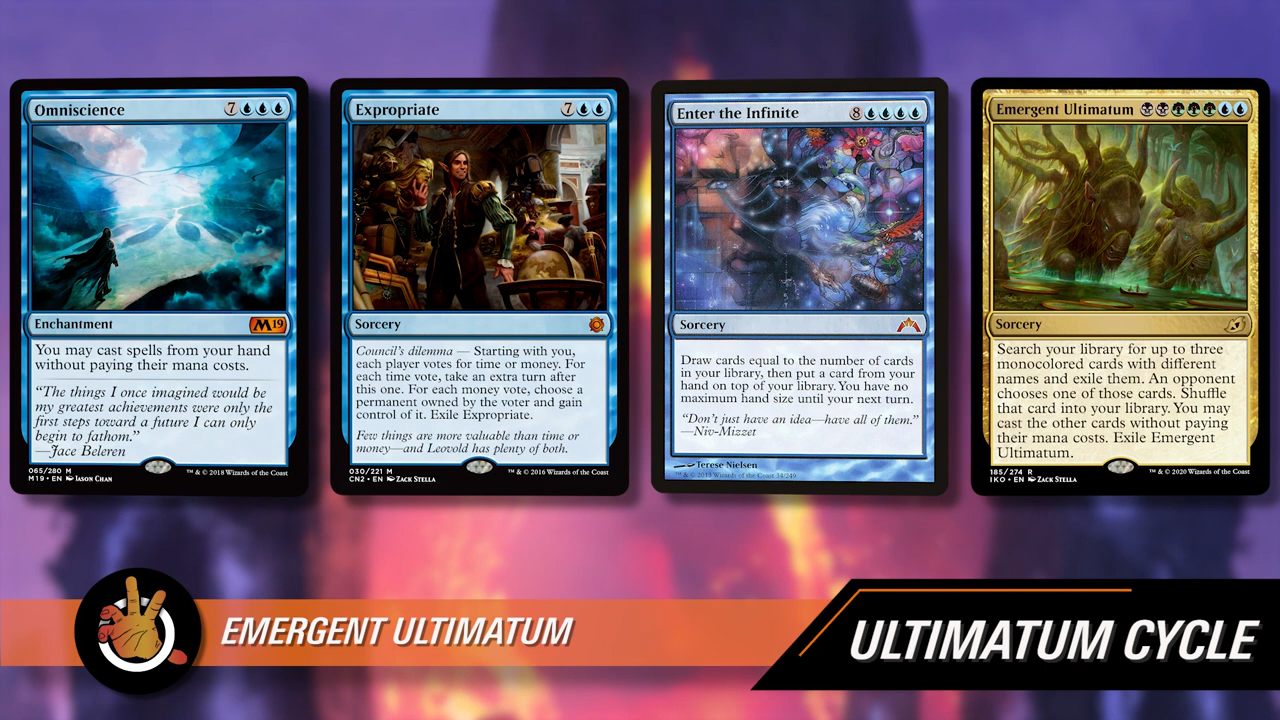 Omniscience 7
Enchantment M19
You may cast spells from your hand
without paying their mana costs.
“The things I once imagined would be
my greatest achievements were only the
first steps toward a future I can only
begin to fathom.”
—Jace Beleren
065/280 M
M19 • EN Jason Chan
™ & © 2018 Wizards of the Coast
Expropriate 7
Sorcery
Council's dilemma — Starting with you,
each player votes for time or money. For
each time vote, take an extra turn after
this one. For each money vote, choose a
permanent owned by the voter and gain
control of it. Exile Expropriate.
Few things are more valuable than time or
money—and Leovold has plenty of both.
030/221 M
CN2 • EN Zack Stella
™ & © 2016 Wizards of the Coast
Enter the Infinite 8
Sorcery
Draw cards equal to the number of cards
in your library, then put a card from your
hand on top of your library. You have no
maximum hand size until your next turn.
“Don't just have an idea—have all of them.”
—Niv-Mizzet
Terese Nielsen
™ & © 2013 Wizards of the Coast 34/249
Emergent Ultimatum
Sorcery
Search your library for up to three
monocolored cards with different
names and exile them. An opponent
chooses one of those cards. Shuffle
that card into your library. You may
cast the other cards without paying
their mana costs. Exile Emergent
Ultimatum.
185/274 R
IKO • EN Zack Stella
™ & © 2020 Wizards of the Coast
EMERGENT ULTIMATUM
ULTIMATUM CYCLE